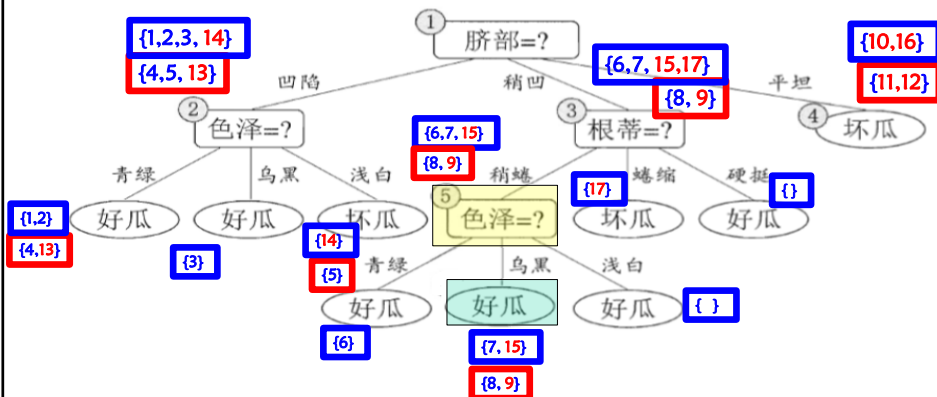 ①
脐部=?
{1,2,3, 14}
{4,5, 13}
{6,7, 15,17}
{8, 9}
{10,16}
{11,12}
凹陷
稍凹
平坦
②
色泽=?
③
根蒂=?
④
坏瓜
{6,7, 15}
{8, 9}
青绿
乌黑
浅白
稍蜷
蜷缩
硬挺
{1,2}
{4,13}
好瓜
好瓜
坏瓜
⑤
色泽=?
{17}
坏瓜
{ }
好瓜
{3}
{14}
{5}
青绿
乌黑
浅白
好瓜
好瓜
好瓜
{ }
{6}
{7, 15}
{8, 9}